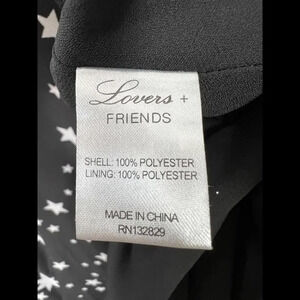 Lovers +
FRIENDS
SHELL: 100% POLYESTER
LINING: 100% POLYESTER
MADE IN CHINA
RN132829